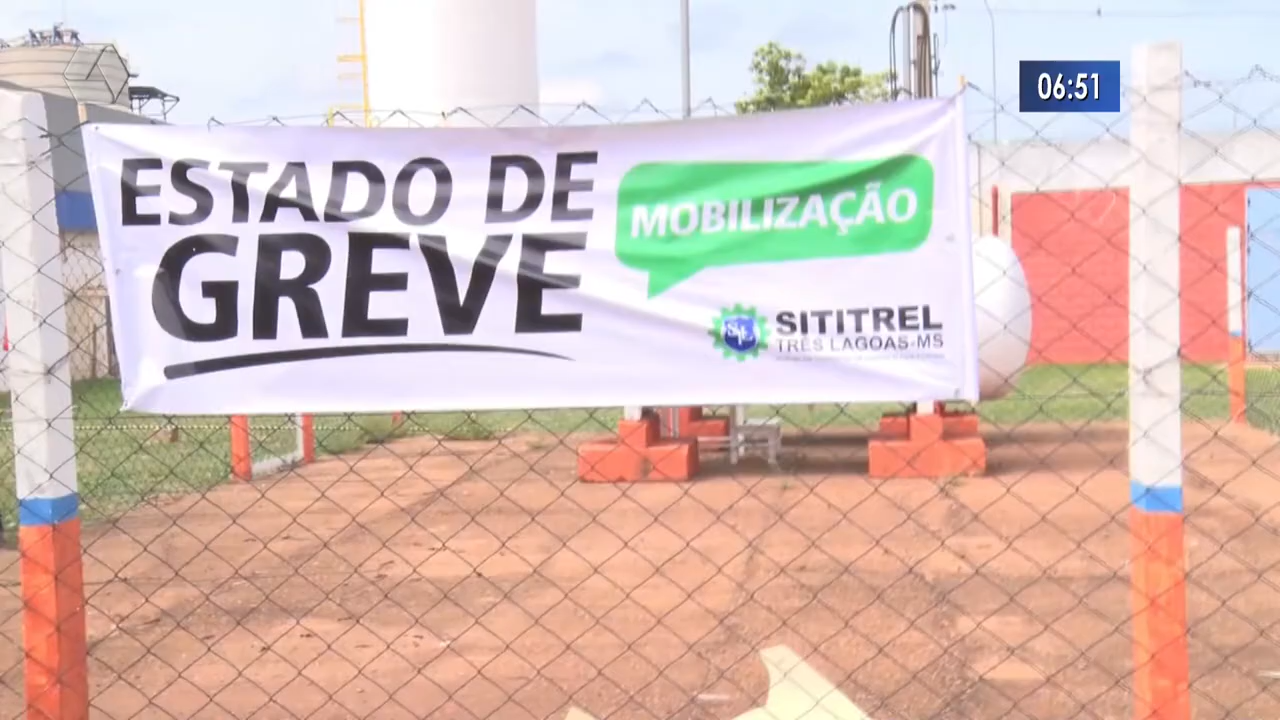 06:51
ESTADO DE
GREVE
MOBILIZAÇÃO
SITITREL
TRÊS LAGOAS-MS